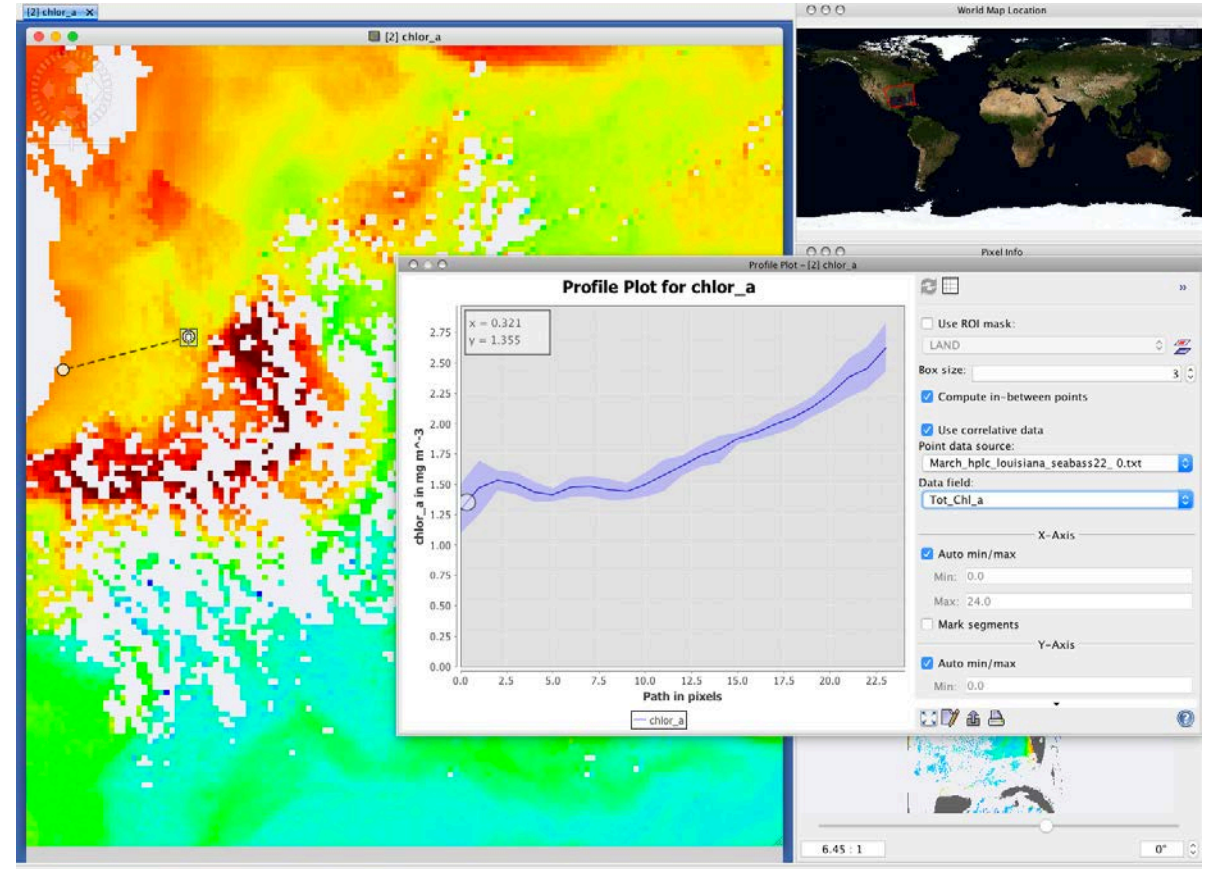 [2] chlor_a ×
[2] chlor_a
World Map Location
Pixel Info
Profile Plot – [2] chlor_a
Profile Plot for chlor_a
x = 0.321
y = 1.355
chlor_a in mg m^-3
2.75
2.50
2.25
2.00
1.75
1.50
1.25
1.00
0.75
0.50
0.25
0.00
0.0 2.5 5.0 7.5 10.0 12.5 15.0 17.5 20.0 22.5
Path in pixels
chlor_a
»
Use ROI mask:
LAND
Box size: 3
Compute in-between points
Use correlative data
Point data source:
March_hplc_louisiana_seabass22_ 0.txt
Data field:
Tot_Chl_a
X-Axis
Auto min/max
Min: 0.0
Max: 24.0
Mark segments
Y-Axis
Auto min/max
Min: 0.0
?
6.45 : 1 0°